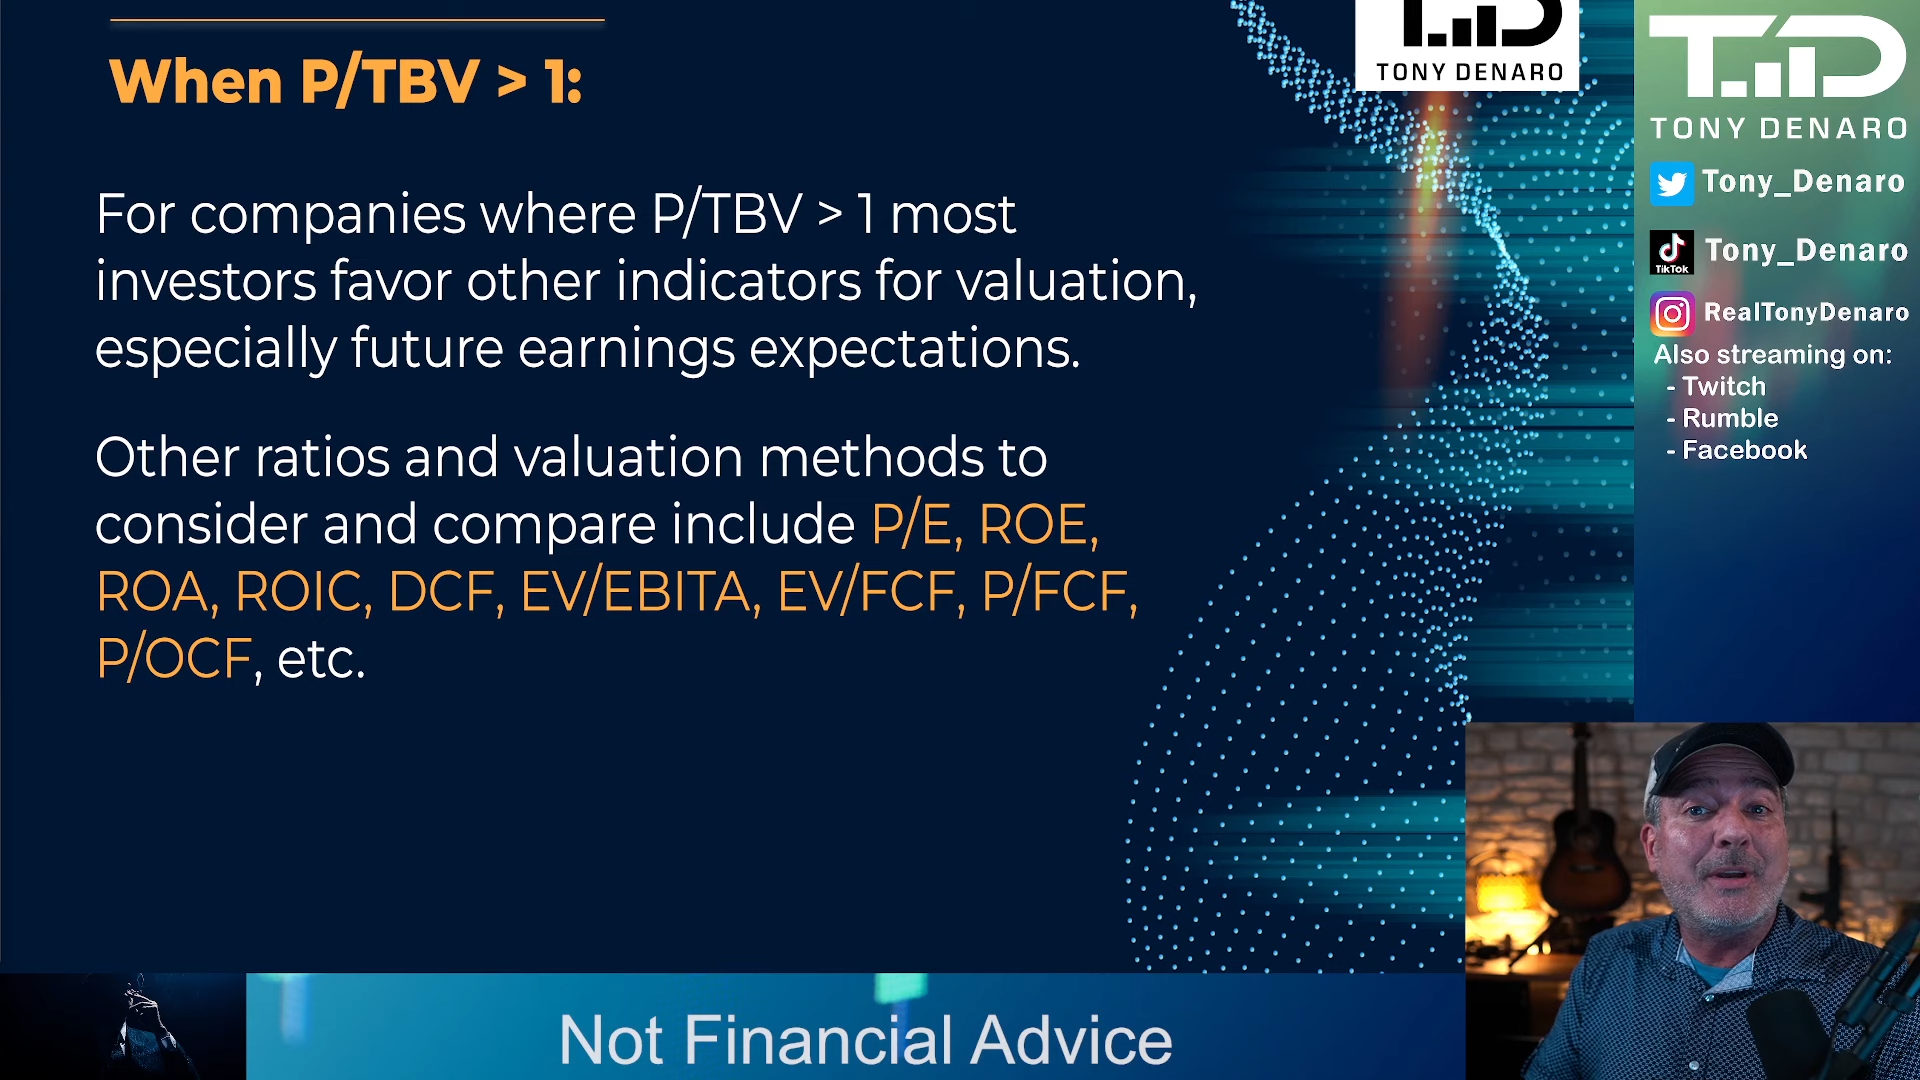 When P/TBV > 1:
For companies where P/TBV > 1 most
investors favor other indicators for valuation,
especially future earnings expectations.
Other ratios and valuation methods to
consider and compare include P/E, ROE,
ROA, ROIC, DCF, EV/EBITA, EV/FCF, P/FCF,
P/OCF, etc.
TONY DENARO
TD
TONY DENARO
Tony_Denaro
TikTok
Tony_Denaro
RealTonyDenaro
Also streaming on:
- Twitch
- Rumble
- Facebook
Not Financial Advice